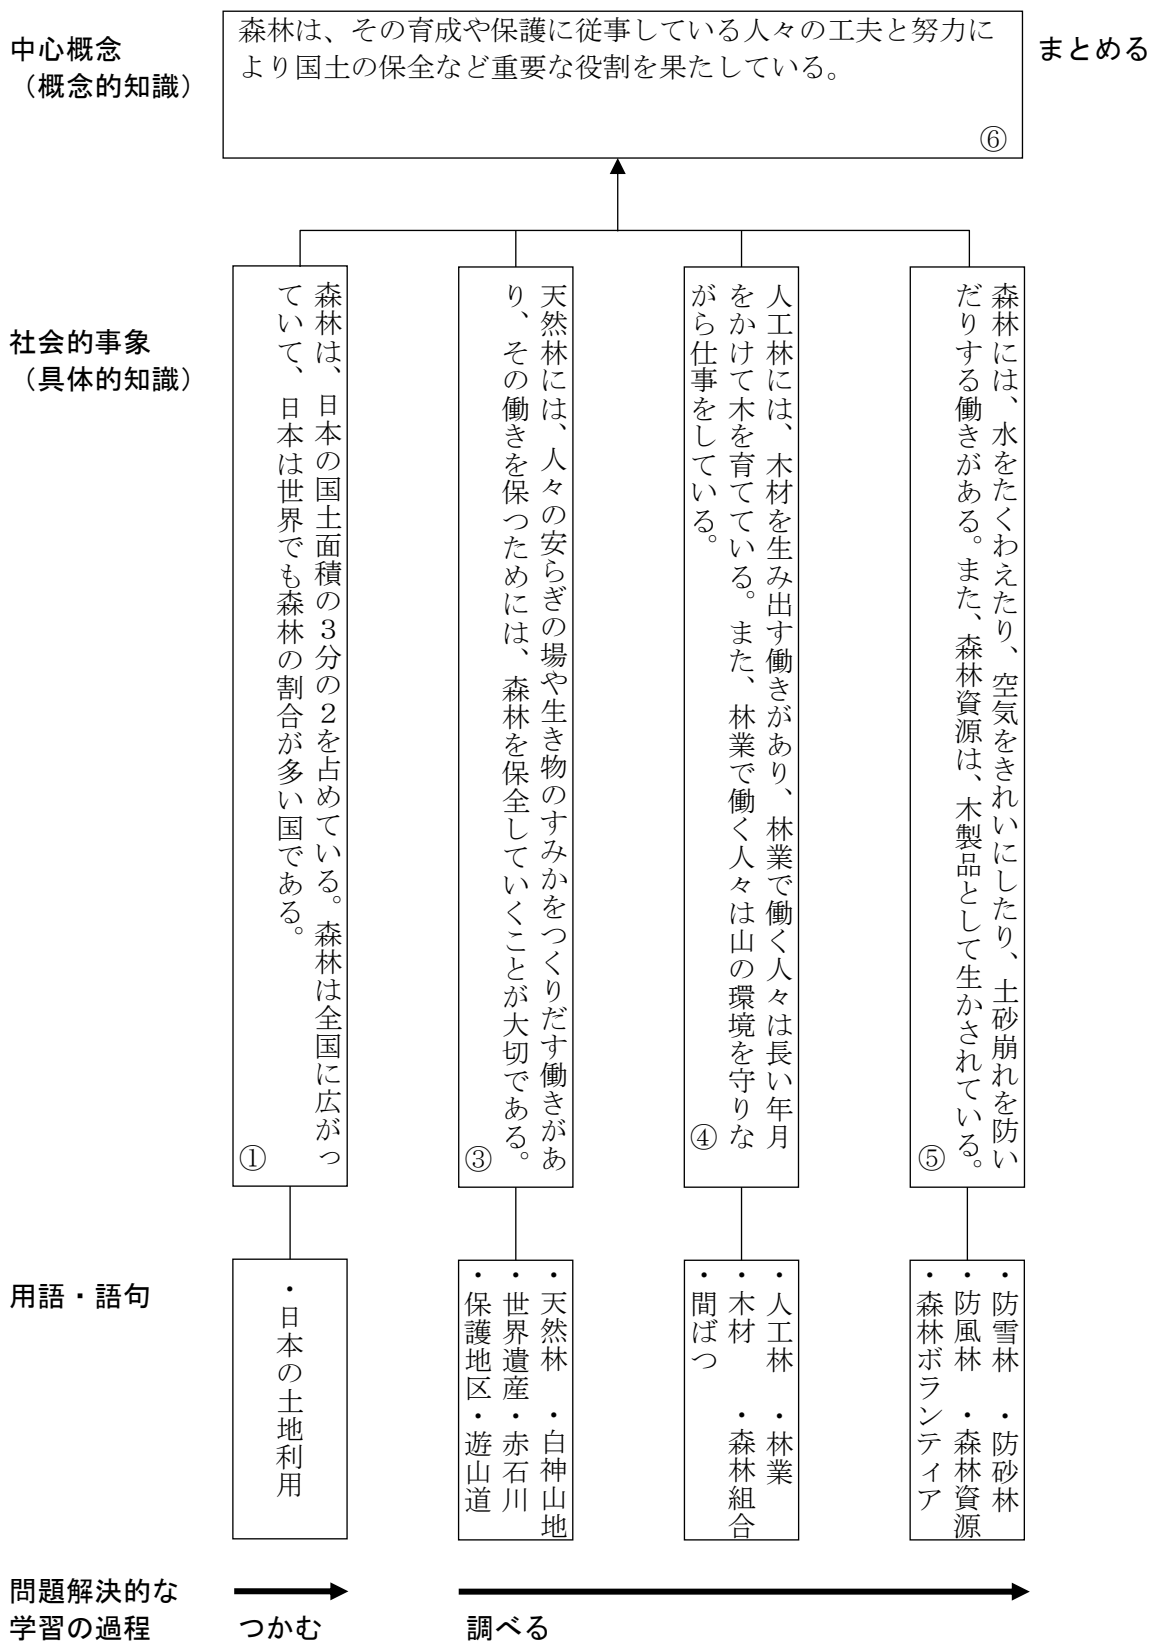 中心概念
（概念的知識）
森林は、その育成や保護に従事している人々の工夫と努力に
より国土の保全など重要な役割を果たしている。
⑥
まとめる
社会的事象
（具体的知識）
森林は、日本の国土面積の３分の２を占めている。森林は全国に広がっ
ていて、日本は世界でも森林の割合が多い国である。
①
天然林には、人々の安らぎの場や生き物のすみかをつくりだす働きがあ
り、その働きを保つためには、森林を保全していくことが大切である。
③
人工林には、木材を生み出す働きがあり、林業で働く人々は長い年月
をかけて木を育てている。また、林業で働く人々は山の環境を守りな
がら仕事をしている。
④
森林には、水をたくわえたり、空気をきれいにしたり、土砂崩れを防い
だりする働きがある。また、森林資源は、木製品として生かされている。
⑤
用語・語句
・日本の土地利用
・天然林　・白神山地
・世界遺産・赤石川
・保護地区・遊山道
・人工林　・林業
・木材　　・森林組合
・間ばつ
・防雪林　・防砂林
・防風林　・森林資源
・森林ボランティア
問題解決的な
学習の過程
つかむ
調べる